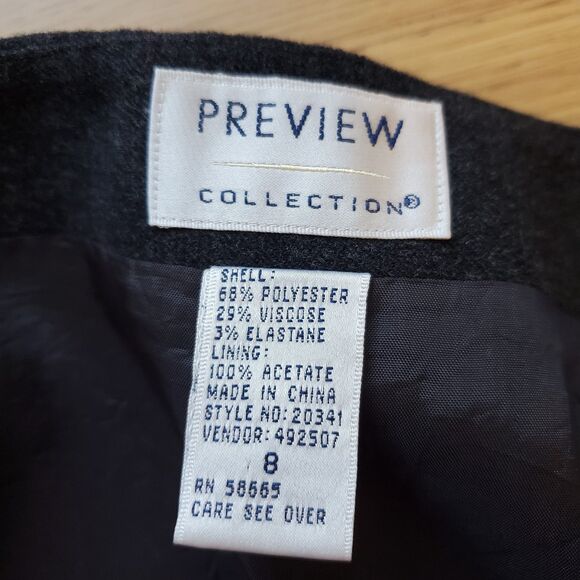 PREVIEW
COLLECTION®
SHELL:
68% POLYESTER
29% VISCOSE
3% ELASTANE
LINING:
100% ACETATE
MADE IN CHINA
STYLE NO: 20341
VENDOR: 492507
8
RN 58665
CARE SEE OVER